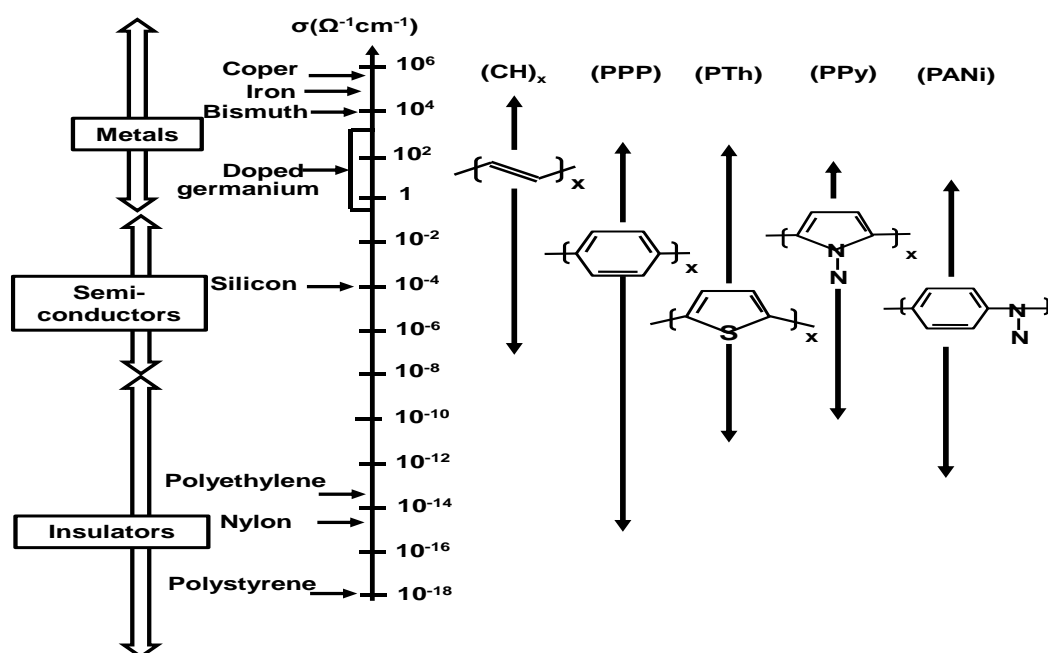 σ(Ω⁻¹cm⁻¹)
Coper
Iron
Bismuth
Metals
Doped
germanium
Semi-
conductors
Silicon
Polyethylene
Nylon
Insulators
Polystyrene
10⁶
10⁴
10²
1
10⁻²
10⁻⁴
10⁻⁶
10⁻⁸
10⁻¹⁰
10⁻¹²
10⁻¹⁴
10⁻¹⁶
10⁻¹⁸
(CH)ₓ
(PPP)
(PTh)
(PPy)
(PANi)
x
x
S
x
N
N
x
N
N